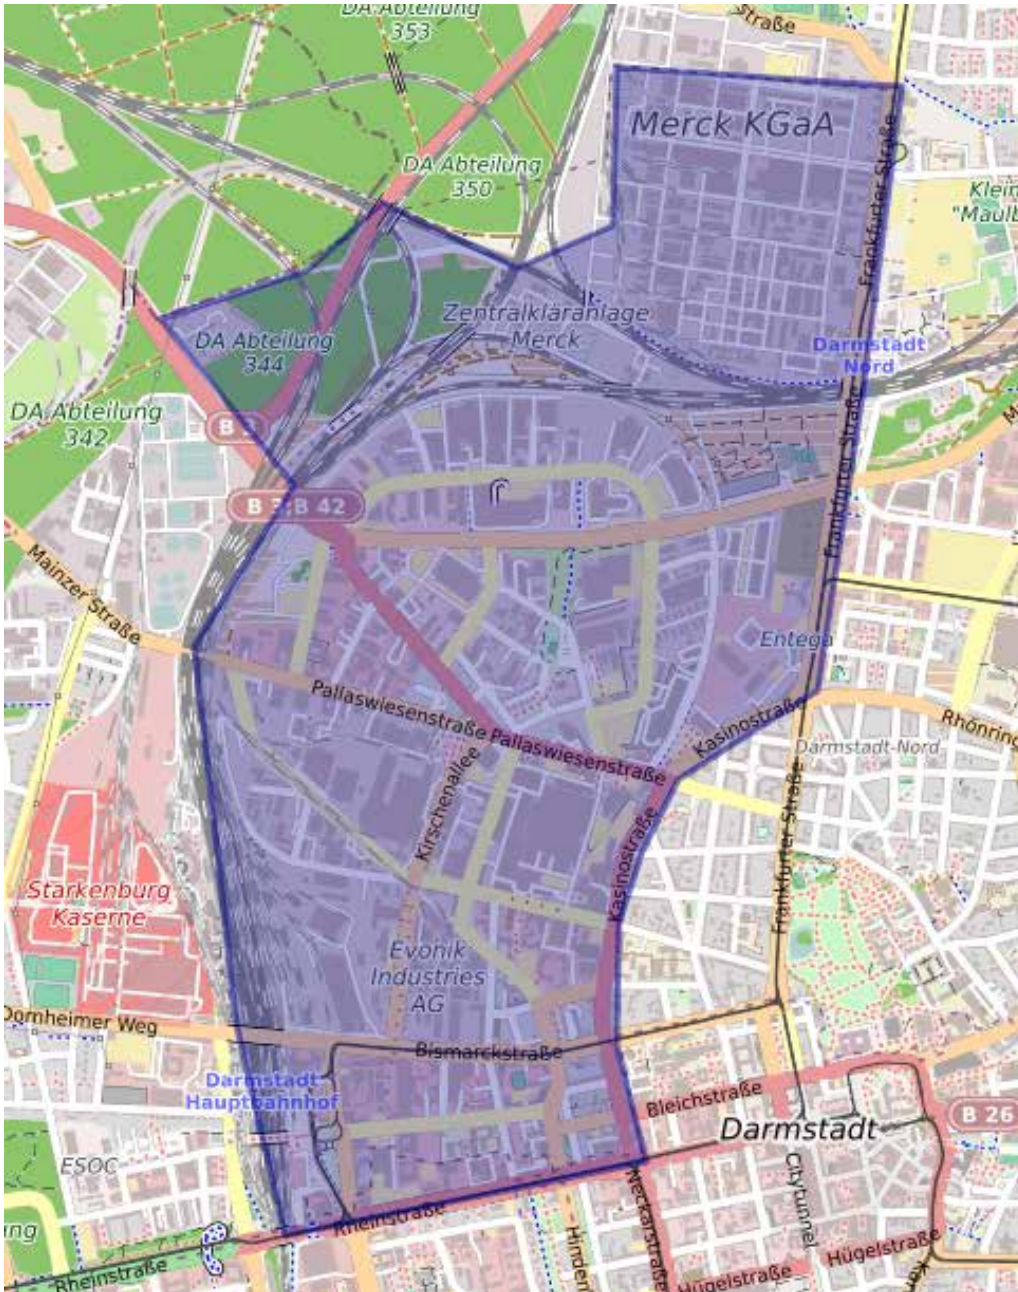 DA Abteilung
353
Straße
Merck KGaA
DA Abteilung
350
Frankfurter Straße
Klein
"Maulb
Zentralkläranlage
Merck
DA Abteilung
344
Darmstadt
Nord
DA Abteilung
342
B 3
B 3;B 42
Frankfurter Straße
Mainzer Straße
Entega
Pallaswiesenstraße
Pallaswiesenstraße
Kasinostraße
Rhönring
Darmstadt-Nord
Kirschenallee
Kasinostraße
Frankfurter Straße
Starkenburg
Kaserne
Evonik
Industries
AG
Dornheimer Weg
Bismarckstraße
Darmstadt
Hauptbahnhof
Bleichstraße
B 26
Darmstadt
ESOC
Citytunnel
Neckarstraße
Rheinstraße
Hinden
Hügelstraße
Rheinstraße
Hügelstraße
Kar
ng